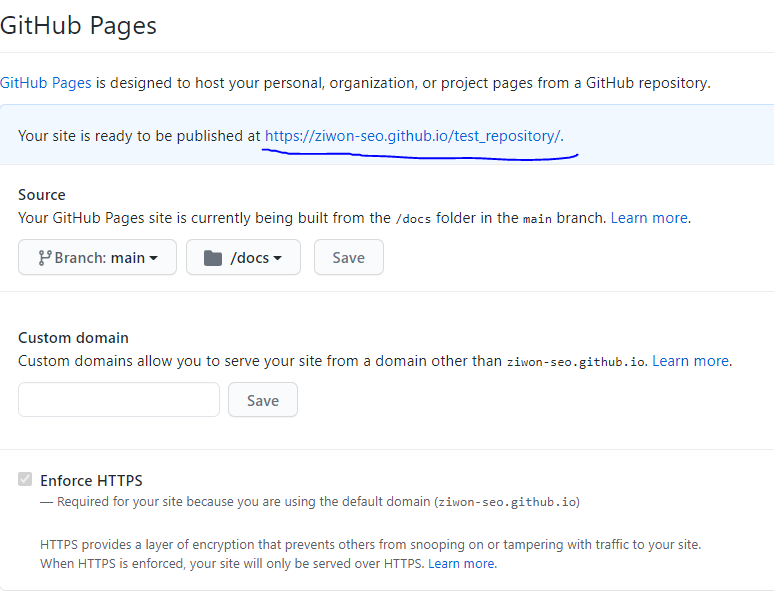 GitHub Pages
GitHub Pages is designed to host your personal, organization, or project pages from a GitHub repository.
Your site is ready to be published at https://ziwon-seo.github.io/test_repository/.
Source
Your GitHub Pages site is currently being built from the /docs folder in the main branch. Learn more.
Branch: main /docs Save
Custom domain
Custom domains allow you to serve your site from a domain other than ziwon-seo.github.io. Learn more.
Save
Enforce HTTPS
— Required for your site because you are using the default domain (ziwon-seo.github.io)
HTTPS provides a layer of encryption that prevents others from snooping on or tampering with traffic to your site.
When HTTPS is enforced, your site will only be served over HTTPS. Learn more.